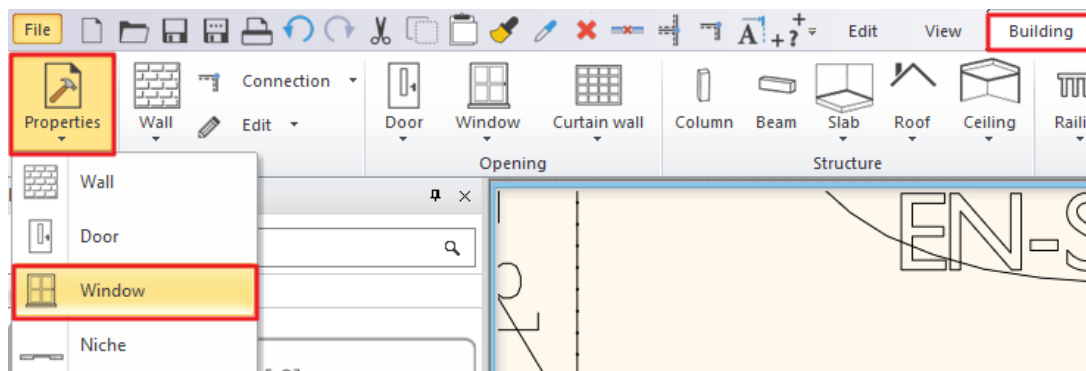 File Edit View Building
Properties Wall Connection Edit Door Window Curtain wall Column Beam Slab Roof Ceiling
Opening Structure
Wall
Door
Window
Niche
EN-S